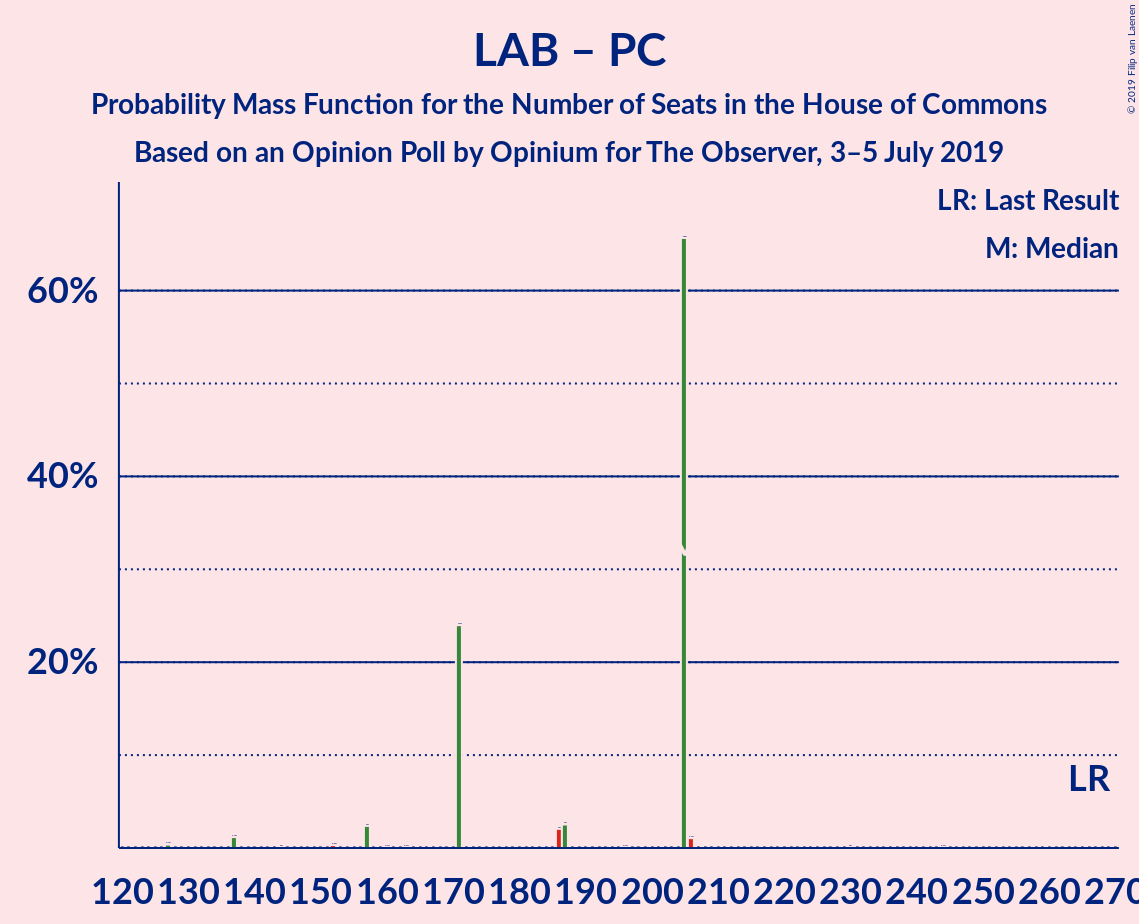 LAB – PC
Probability Mass Function for the Number of Seats in the House of Commons
Based on an Opinion Poll by Opinium for The Observer, 3–5 July 2019
© 2019 Filip van Laenen
LR: Last Result
M: Median
60%
40%
20%
LR
120 130 140 150 160 170 180 190 200 210 220 230 240 250 260 270